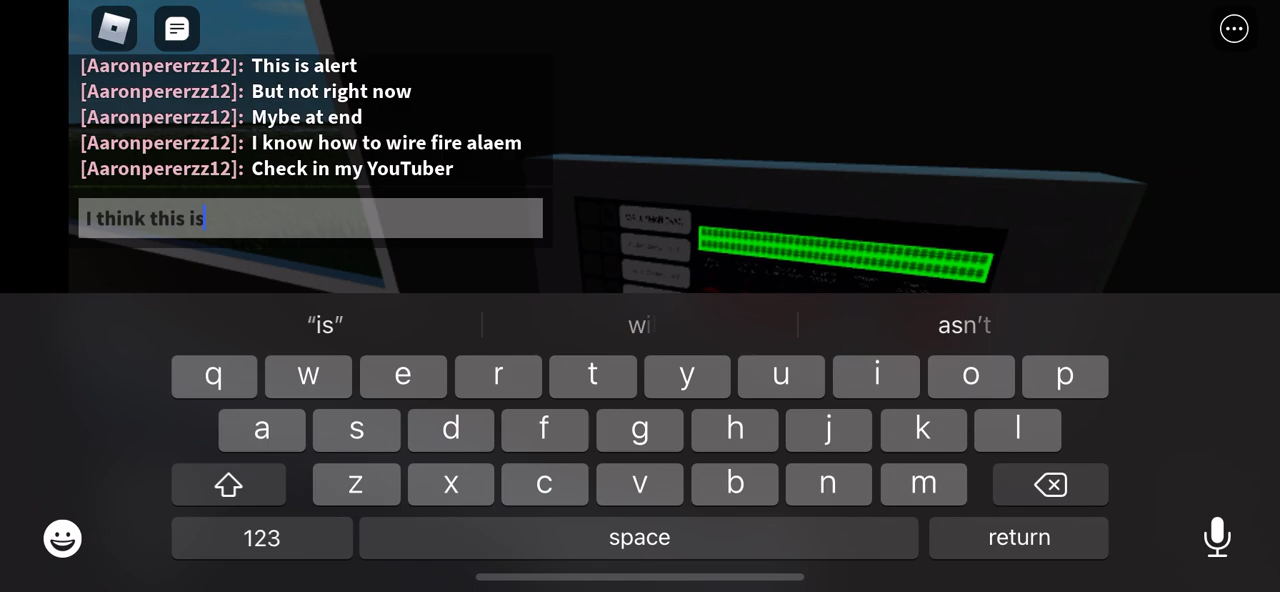 [Aaronpererzz12]: This is alert
[Aaronpererzz12]: But not right now
[Aaronpererzz12]: Mybe at end
[Aaronpererzz12]: I know how to wire fire alaem
[Aaronpererzz12]: Check in my YouTuber
I think this is
“is” wi asn’t
q w e r t y u i o p
a s d f g h j k l
z x c v b n m
123 space return